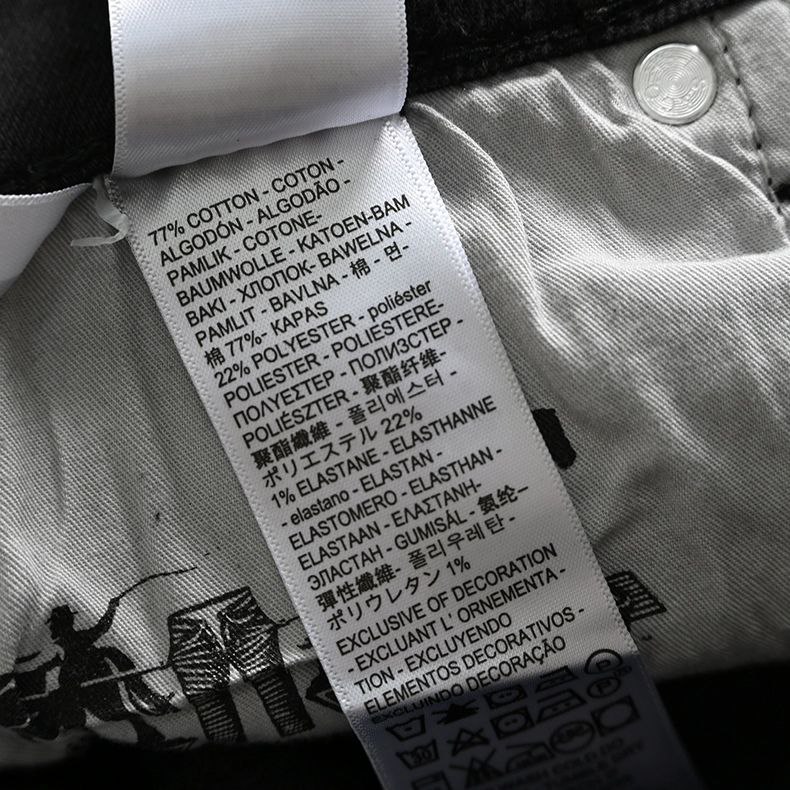 77% COTTON - COTON -
ALGODÓN - ALGODÃO -
PAMLIK - COTONE-
BAUMWOLLE - KATOEN-BAM
BAKI - ХЛОПОК- BAWELNA -
PAMLIT - BAVLNA - 棉 - 면-
棉 77%- KAPAS
22% POLYESTER - poliéster
POLIESTER - POLIESTERE-
ΠΟΛΥΕΣΤΕΡ - ПОЛИЭСТЕР -
POLIÉSZTER - 聚酯纤维-
聚酯纖維 - 폴리에스터 -
ポリエステル 22%
1% ELASTANE - ELASTHANNE
- elastano - ELASTAN -
ELASTOMERO - ELASTHAN -
ELASTAAN - ΕΛΑΣΤΑΝΗ-
ЭЛАСТАН - GUMISÁL - 氨纶-
彈性纖維- 폴리우레탄 -
ポリウレタン 1%
EXCLUSIVE OF DECORATION
- EXCLUANT L' ORNEMENTA -
TION - EXCLUYENDO
ELEMENTOS DECORATIVOS -
EXCLUINDO DECORAÇÃO
30
WASH COLD